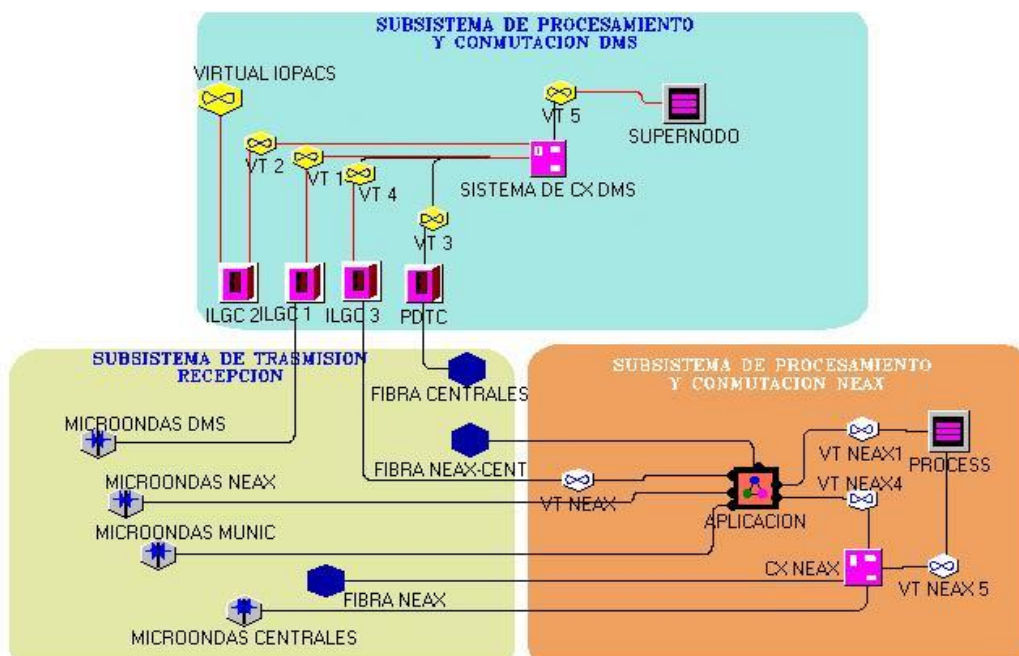 SUBSISTEMA DE PROCESAMIENTO
Y CONMUTACION DMS
VIRTUAL IOPACS
VT 5
SUPERNODO
VT 2
VT 1
VT 4
SISTEMA DE CX DMS
VT 3
ILGC 2
ILGC 1
ILGC 3
PDTC
SUBSISTEMA DE TRASMISION
RECEPCION
SUBSISTEMA DE PROCESAMIENTO
Y CONMUTACION NEAX
FIBRA CENTRALES
MICROONDAS DMS
FIBRA NEAX-CENT
VT NEAX1
PROCESS
MICROONDAS NEAX
VT NEAX
VT NEAX4
APLICACION
MICROONDAS MUNIC
CX NEAX
VT NEAX 5
FIBRA NEAX
MICROONDAS CENTRALES